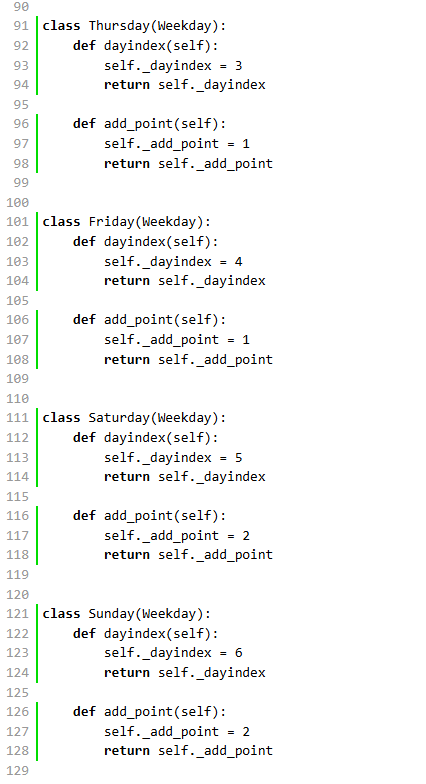 90
91 class Thursday(Weekday):
92     def dayindex(self):
93         self._dayindex = 3
94         return self._dayindex
95
96     def add_point(self):
97         self._add_point = 1
98         return self._add_point
99
100
101 class Friday(Weekday):
102     def dayindex(self):
103         self._dayindex = 4
104         return self._dayindex
105
106     def add_point(self):
107         self._add_point = 1
108         return self._add_point
109
110
111 class Saturday(Weekday):
112     def dayindex(self):
113         self._dayindex = 5
114         return self._dayindex
115
116     def add_point(self):
117         self._add_point = 2
118         return self._add_point
119
120
121 class Sunday(Weekday):
122     def dayindex(self):
123         self._dayindex = 6
124         return self._dayindex
125
126     def add_point(self):
127         self._add_point = 2
128         return self._add_point
129